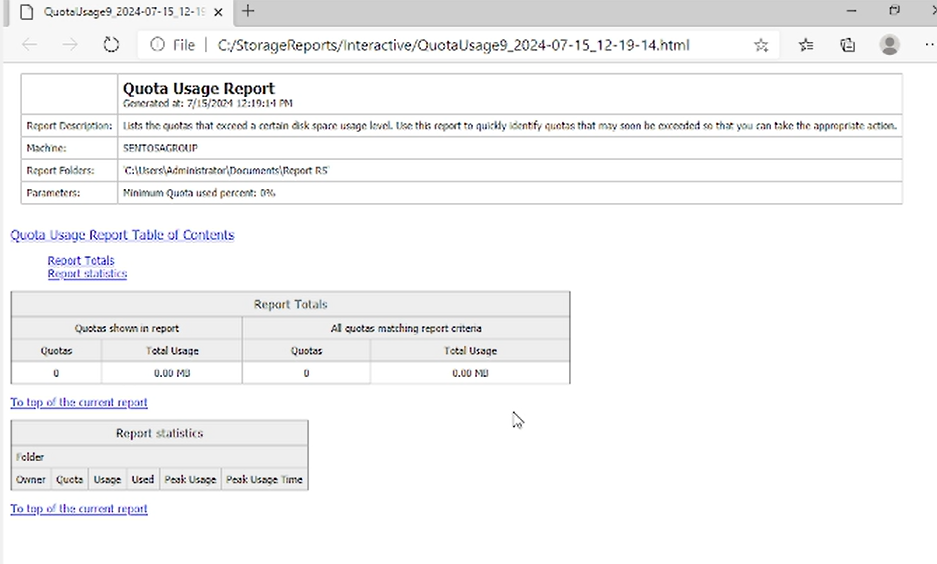 QuotaUsage9_2024-07-15_12-19
File | C:/StorageReports/Interactive/QuotaUsage9_2024-07-15_12-19-14.html
Quota Usage Report
Generated at: 7/15/2024 12:19:14 PM
Report Description: Lists the quotas that exceed a certain disk space usage level. Use this report to quickly identify quotas that may soon be exceeded so that you can take the appropriate action.
Machine: SENTOSAGROUP
Report Folders: 'C:\Users\Administrator\Documents\Report RS'
Parameters: Minimum Quota used percent: 0%
Quota Usage Report Table of Contents
Report Totals
Report statistics
Report Totals
Quotas shown in report All quotas matching report criteria
Quotas Total Usage Quotas Total Usage
0 0.00 MB 0 0.00 MB
To top of the current report
Report statistics
Folder
Owner Quota Usage Used Peak Usage Peak Usage Time
To top of the current report